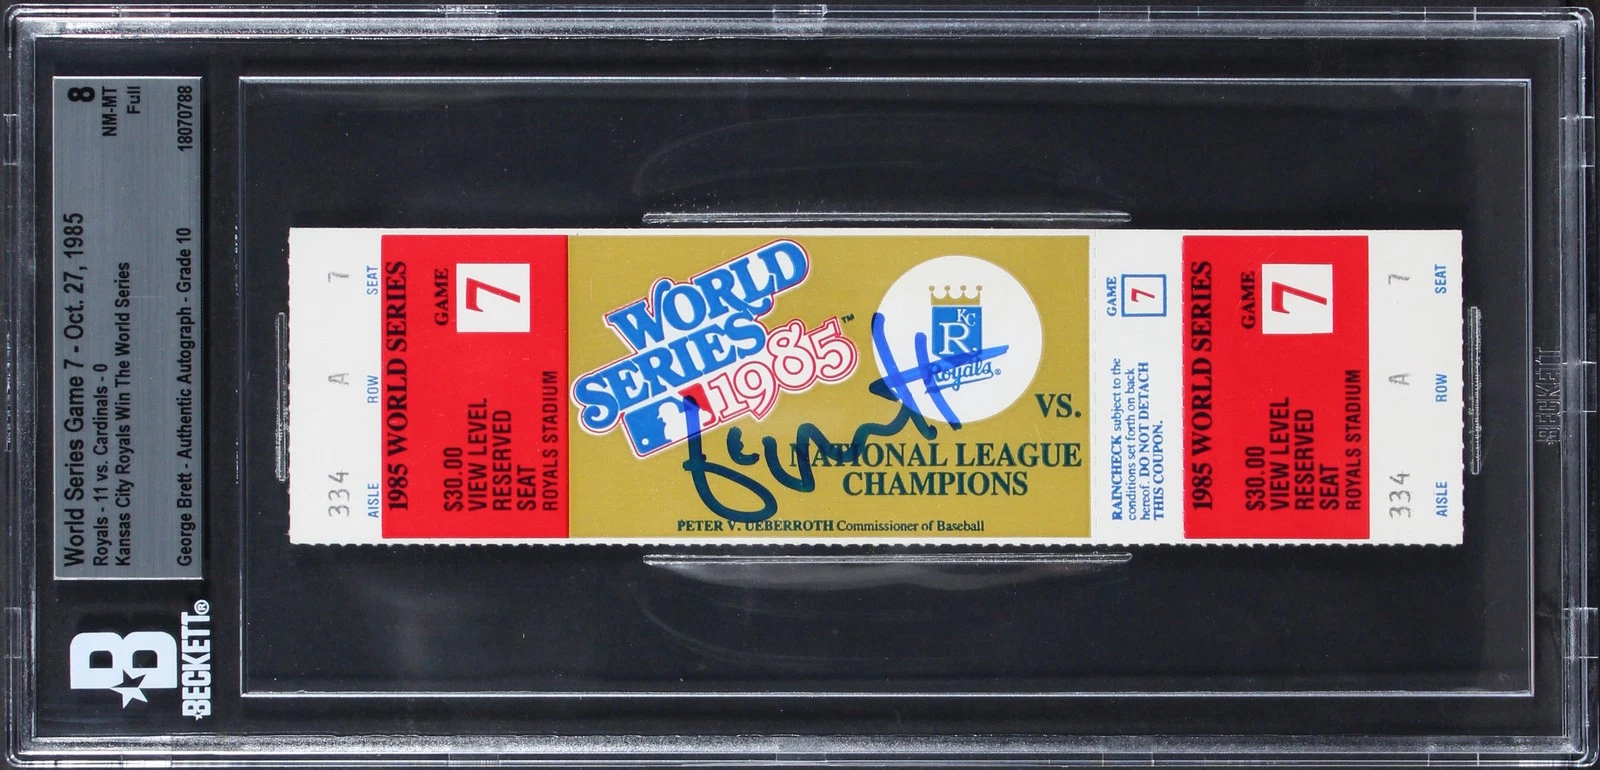 World Series Game 7 - Oct. 27, 1985
Royals - 11 vs. Cardinals - 0
Kansas City Royals Win The World Series
George Brett - Authentic Autograph - Grade 10
8
NM-MT
Full
18070788
B
BECKETT®
334 A 7
AISLE ROW SEAT
1985 WORLD SERIES
GAME
7
$30.00
VIEW LEVEL
RESERVED
SEAT
ROYALS STADIUM
WORLD
SERIES
1985™
KC
R
Royals®
VS.
NATIONAL LEAGUE
CHAMPIONS
PETER V. UEBERROTH Commissioner of Baseball
GAME
7
RAINCHECK subject to the
conditions set forth on back
hereof. DO NOT DETACH
THIS COUPON.
1985 WORLD SERIES
GAME
7
$30.00
VIEW LEVEL
RESERVED
SEAT
ROYALS STADIUM
334 A 7
AISLE ROW SEAT
BECKETT